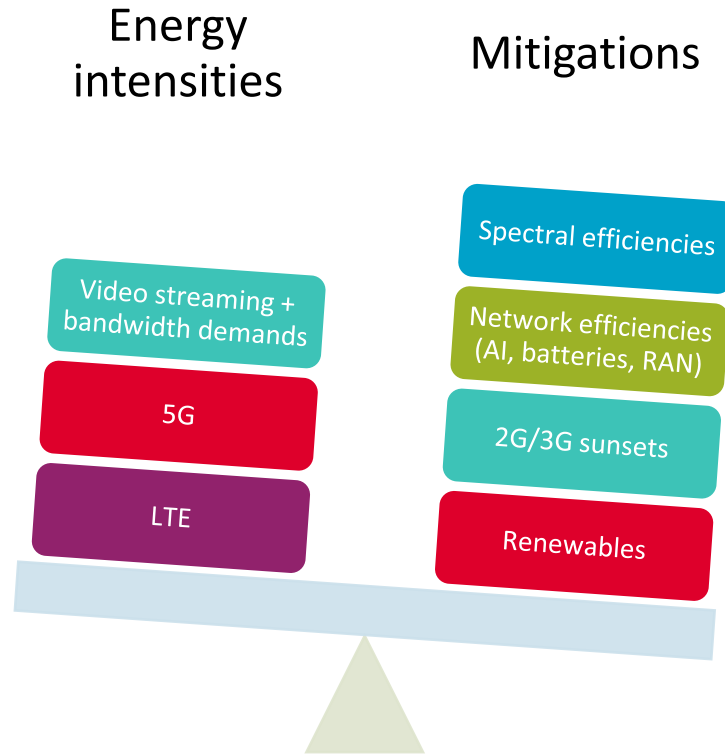 Energy
intensities
Mitigations
Video streaming +
bandwidth demands
5G
LTE
Spectral efficiencies
Network efficiencies
(AI, batteries, RAN)
2G/3G sunsets
Renewables